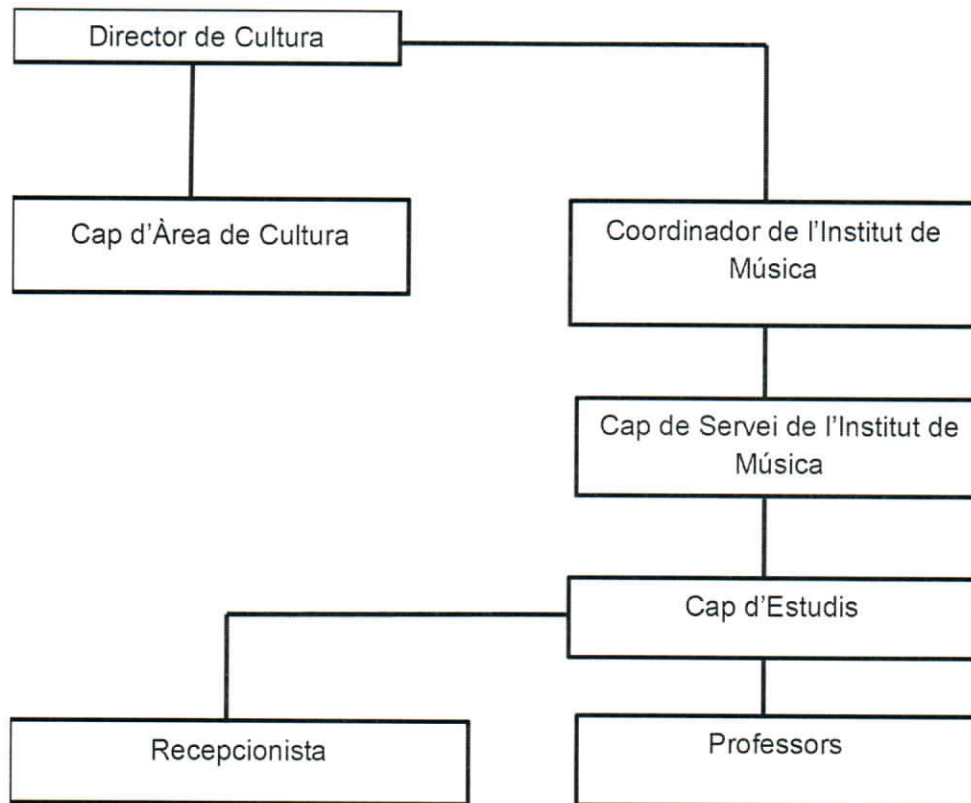 Director de Cultura
Cap d'Àrea de Cultura
Coordinador de l'Institut de
Música
Cap de Servei de l'Institut de
Música
Cap d'Estudis
Recepcionista
Professors